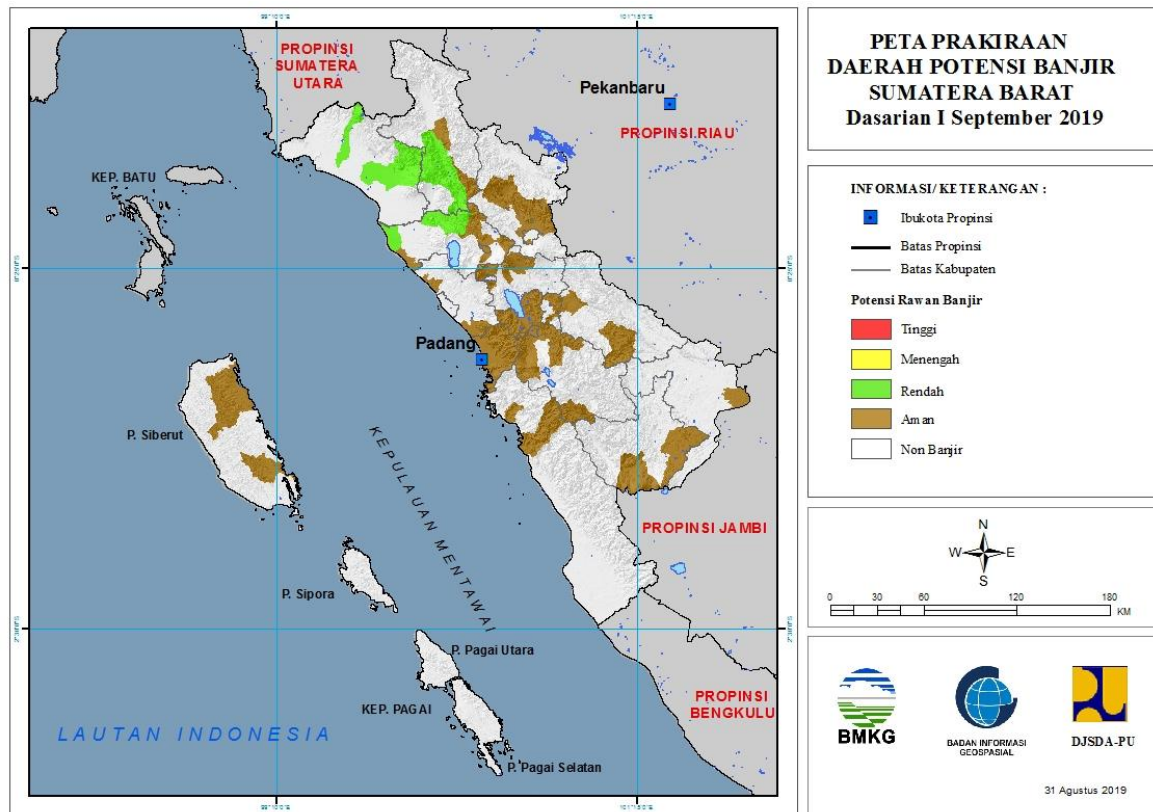 PROPINSI
SUMATERA
UTARA
Pekanbaru
PROPINSI RIAU
KEP. BATU
Padang
P. Siberut
KEPULAUAN MENTAWAI
PROPINSI JAMBI
P. Sipora
P. Pagai Utara
KEP. PAGAI
PROPINSI
BENGKULU
LAUTAN INDONESIA
P. Pagai Selatan
PETA PRAKIRAAN
DAERAH POTENSI BANJIR
SUMATERA BARAT
Dasarian I September 2019
INFORMASI/ KETERANGAN :
Ibukota Propinsi
Batas Propinsi
Batas Kabupaten
Potensi Rawan Banjir
Tinggi
Menengah
Rendah
Aman
Non Banjir
N
W E
S
0 30 60 120 180
KM
BMKG
BADAN INFORMASI
GEOSPASIAL
DJSDA-PU
31 Agustus 2019